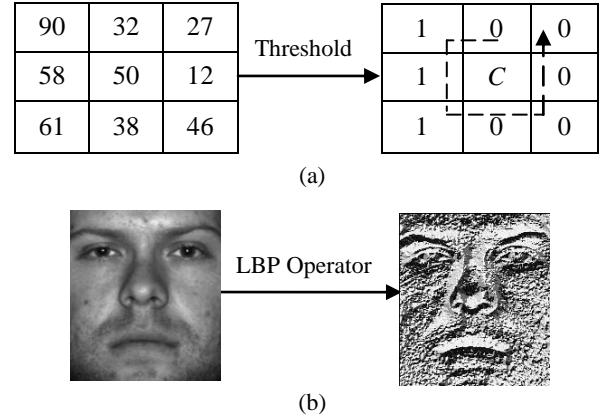 90 32 27
58 50 12
61 38 46
Threshold
1 0 0
1 C 0
1 0 0
(a)
LBP Operator
(b)